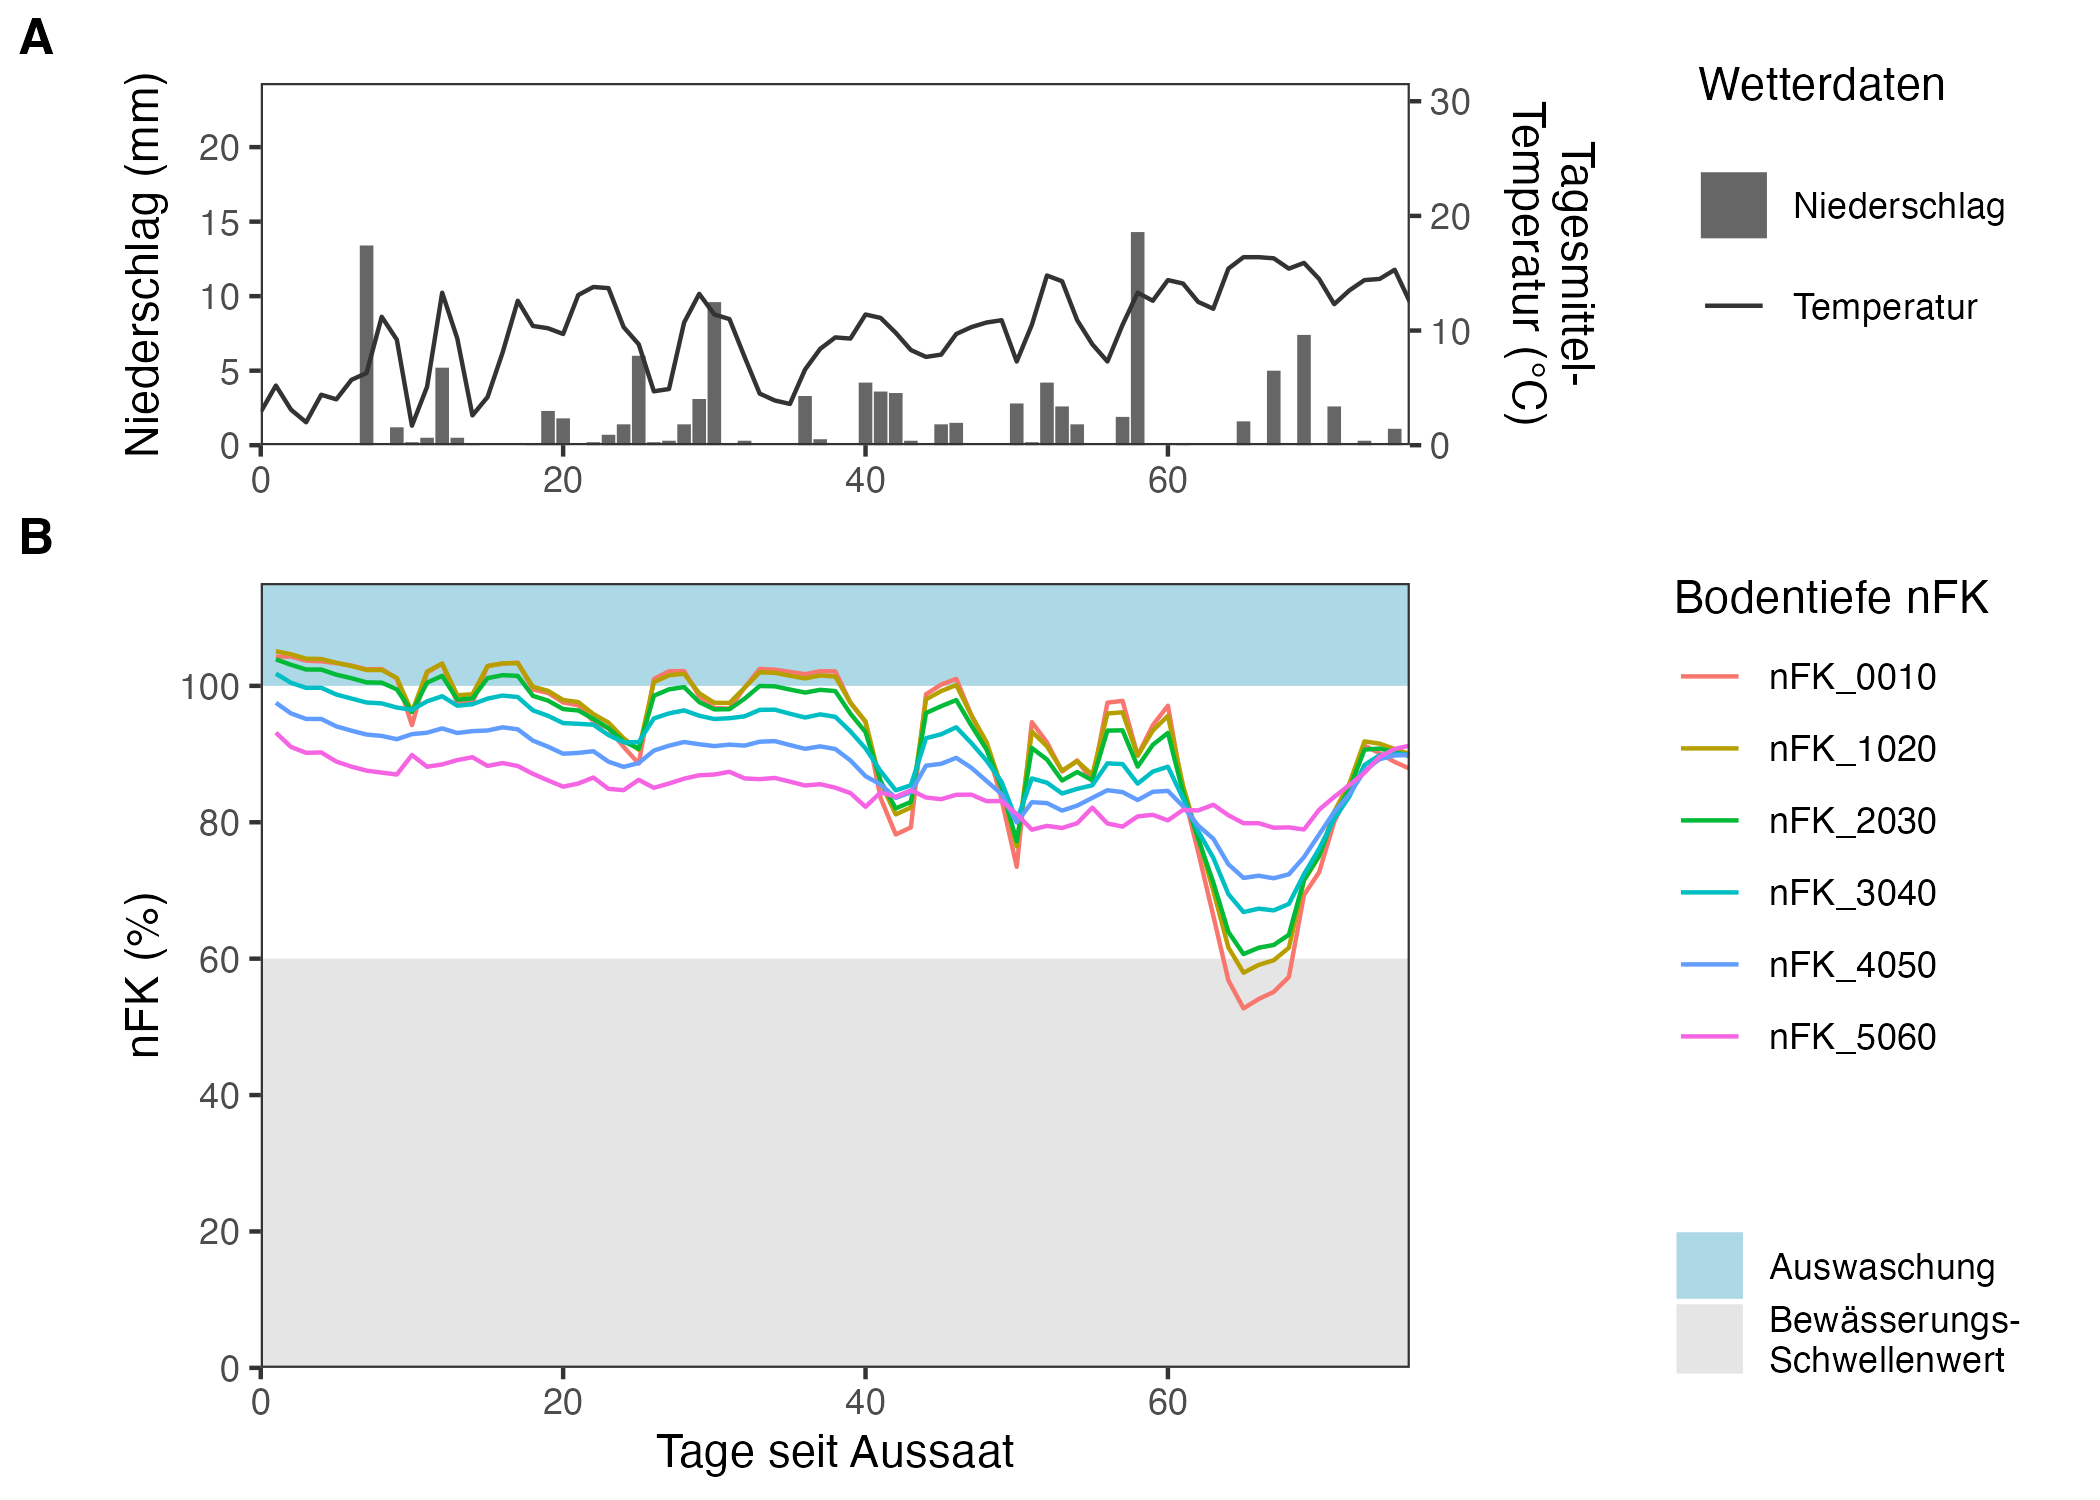 A
Niederschlag (mm)
20
15
10
5
0
0
20
40
60
30
20
10
0
Tagesmittel-
Temperatur (°C)
Wetterdaten
Niederschlag
Temperatur
B
nFK (%)
100
80
60
40
20
0
0
20
40
60
Tage seit Aussaat
Bodentiefe nFK
nFK_0010
nFK_1020
nFK_2030
nFK_3040
nFK_4050
nFK_5060
Auswaschung
Bewässerungs-
Schwellenwert